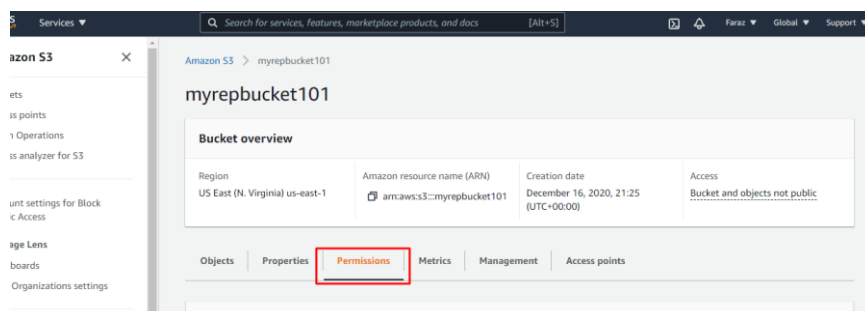 Services ▼
Search for services, features, marketplace products, and docs [Alt+S]
Faraz ▼ Global ▼ Support
azon S3
Amazon S3 > myrepbucket101
ets
ss points
Operations
ss analyzer for S3
unt settings for Block
ic Access
age Lens
boards
Organizations settings
myrepbucket101
Bucket overview
Region
US East (N. Virginia) us-east-1
Amazon resource name (ARN)
arn:aws:s3:::myrepbucket101
Creation date
December 16, 2020, 21:25
(UTC+00:00)
Access
Bucket and objects not public
Objects Properties Permissions Metrics Management Access points